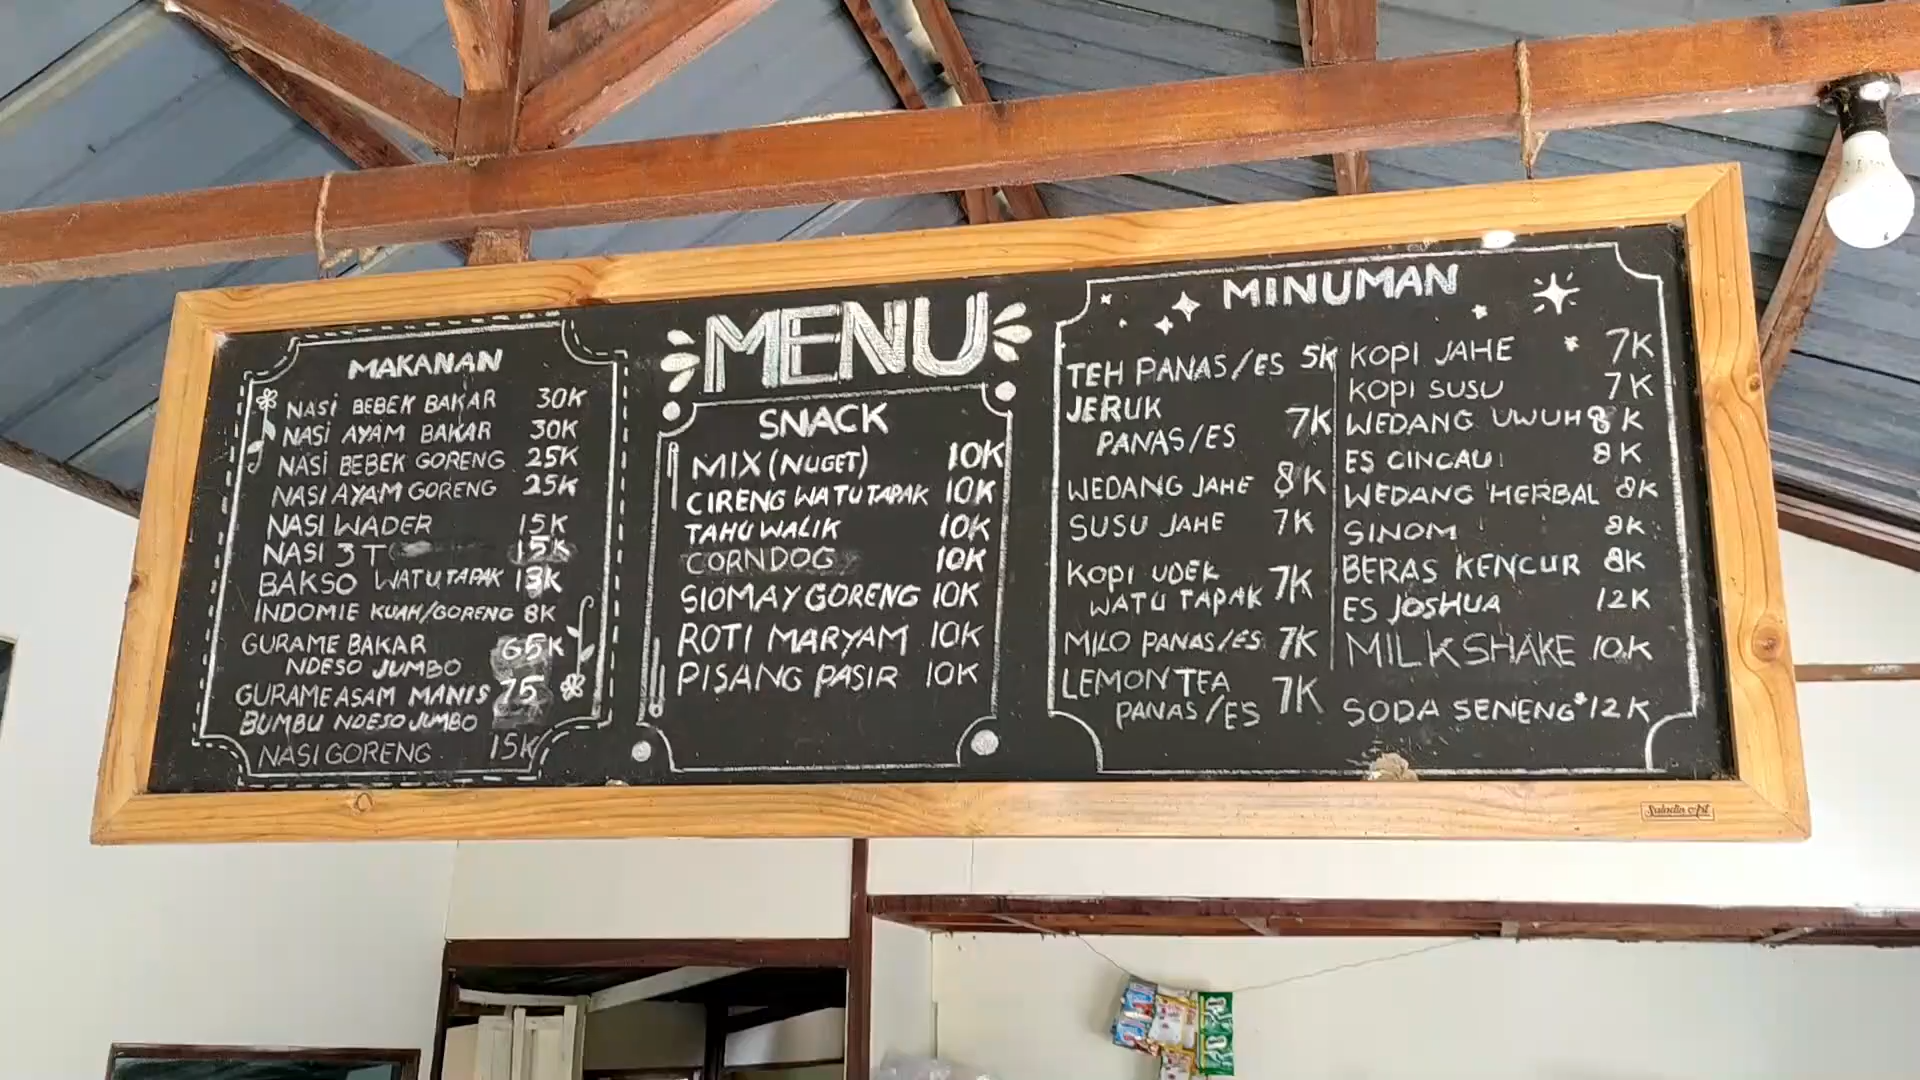 MENU
MAKANAN
NASI BEBEK BAKAR 30K
NASI AYAM BAKAR 30K
NASI BEBEK GORENG 25K
NASI AYAM GORENG 25K
NASI WADER 15K
NASI 3T 15K
BAKSO WATU TAPAK 13K
INDOMIE KUAH/GORENG 8K
GURAME BAKAR 65K
NDESO JUMBO
GURAME ASAM MANIS 75
BUMBU NDESO JUMBO
NASI GORENG 15K
SNACK
MIX (NUGET) 10K
CIRENG WATU TAPAK 10K
TAHU WALIK 10K
CORNDOG 10K
SIOMAY GORENG 10K
ROTI MARYAM 10K
PISANG PASIR 10K
MINUMAN
TEH PANAS/ES 5K
JERUK
PANAS/ES 7K
WEDANG JAHE 8K
SUSU JAHE 7K
KOPI UDEK
WATU TAPAK 7K
MILO PANAS/ES 7K
LEMON TEA
PANAS/ES 7K
KOPI JAHE 7K
KOPI SUSU 7K
WEDANG UWUH 8K
ES CINCAU 8K
WEDANG HERBAL 8K
SINOM 8K
BERAS KENCUR 8K
ES JOSHUA 12K
MILKSHAKE 10K
SODA SENENG 12K